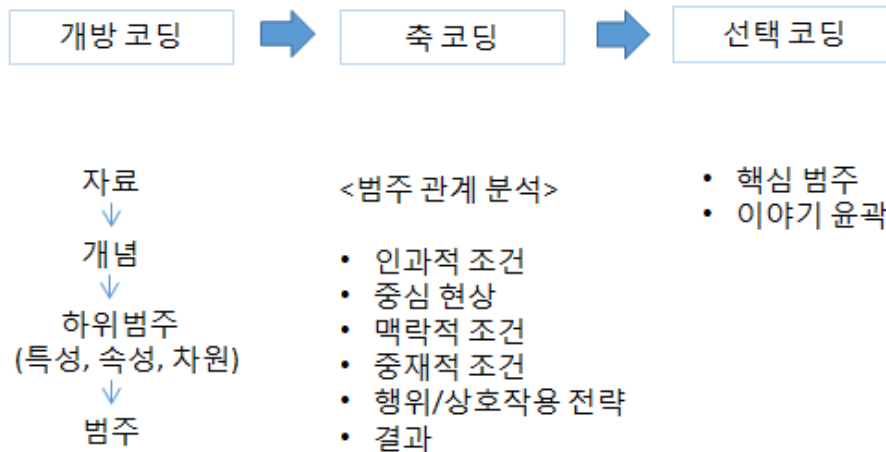 개방 코딩
축 코딩
선택 코딩
자료
개념
하위범주
(특성, 속성, 차원)
범주
<범주 관계 분석>
• 인과적 조건
• 중심 현상
• 맥락적 조건
• 중재적 조건
• 행위/상호작용 전략
• 결과
• 핵심 범주
• 이야기 윤곽